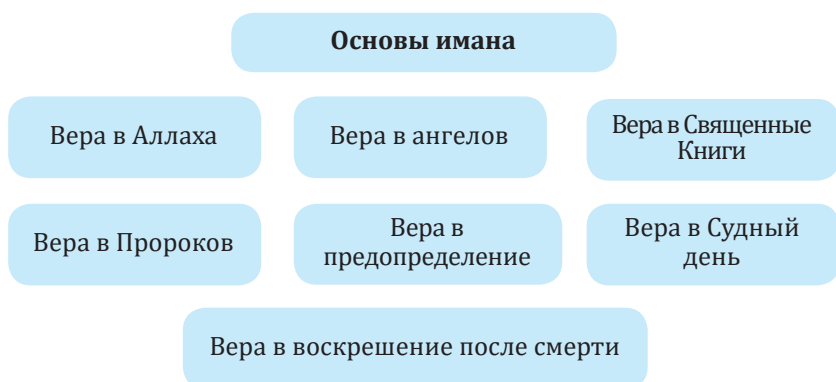 Основы имана
Вера в Аллаха
Вера в ангелов
Вера в Священные
Книги
Вера в Пророков
Вера в
предопределение
Вера в Судный
день
Вера в воскрешение после смерти